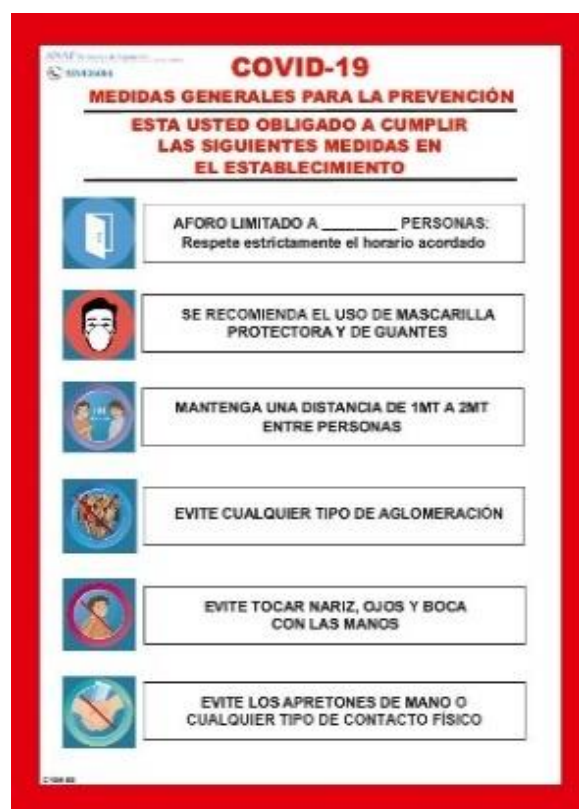 COVID-19
MEDIDAS GENERALES PARA LA PREVENCIÓN
ESTA USTED OBLIGADO A CUMPLIR
LAS SIGUIENTES MEDIDAS EN
EL ESTABLECIMIENTO
AFORO LIMITADO A ________ PERSONAS:
Respete estrictamente el horario acordado
SE RECOMIENDA EL USO DE MASCARILLA
PROTECTORA Y DE GUANTES
MANTENGA UNA DISTANCIA DE 1MT A 2MT
ENTRE PERSONAS
EVITE CUALQUIER TIPO DE AGLOMERACIÓN
EVITE TOCAR NARIZ, OJOS Y BOCA
CON LAS MANOS
EVITE LOS APRETONES DE MANO O
CUALQUIER TIPO DE CONTACTO FÍSICO